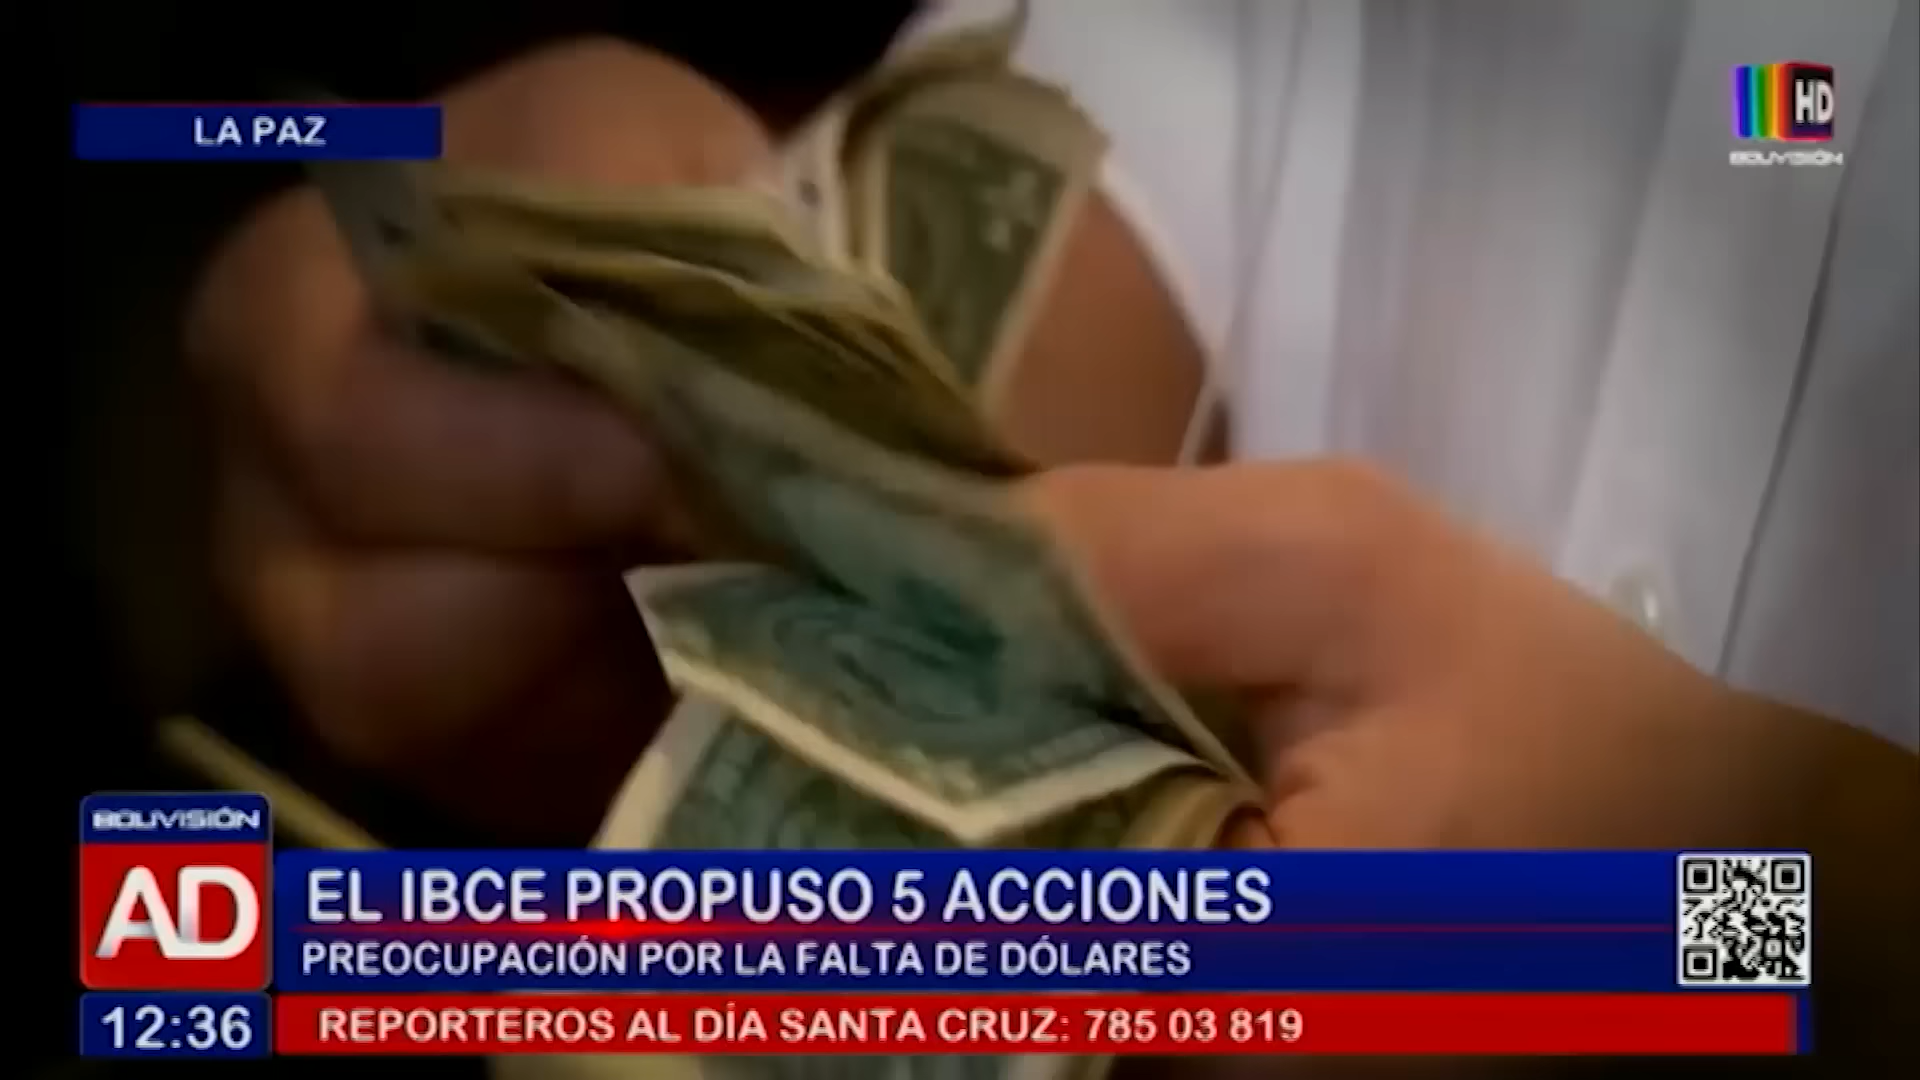 LA PAZ
HD
BOLIVISIÓN
BOLIVISIÓN
AD
EL IBCE PROPUSO 5 ACCIONES
PREOCUPACIÓN POR LA FALTA DE DÓLARES
12:36
REPORTEROS AL DÍA SANTA CRUZ: 785 03 819